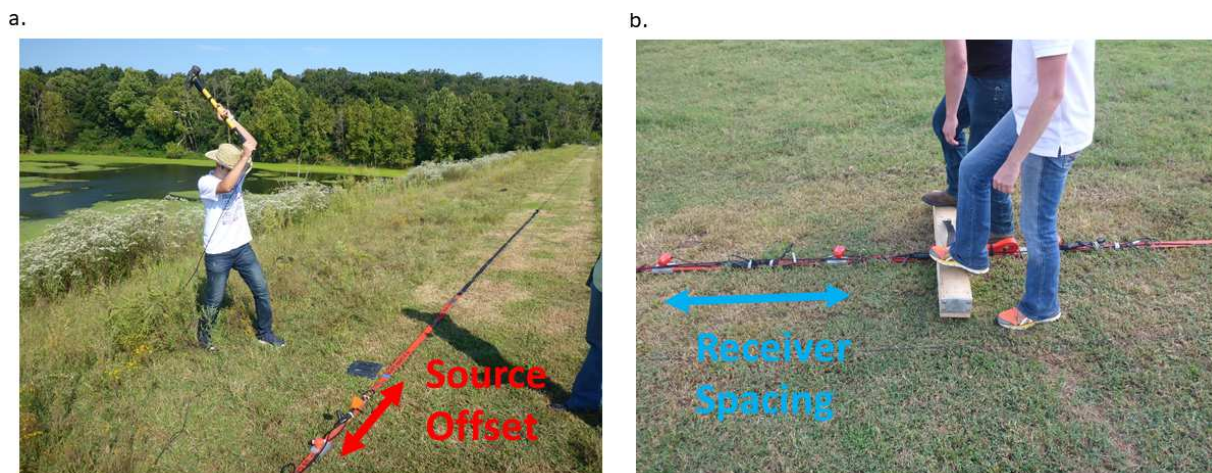 a.
b.
Source
Offset
Receiver
Spacing